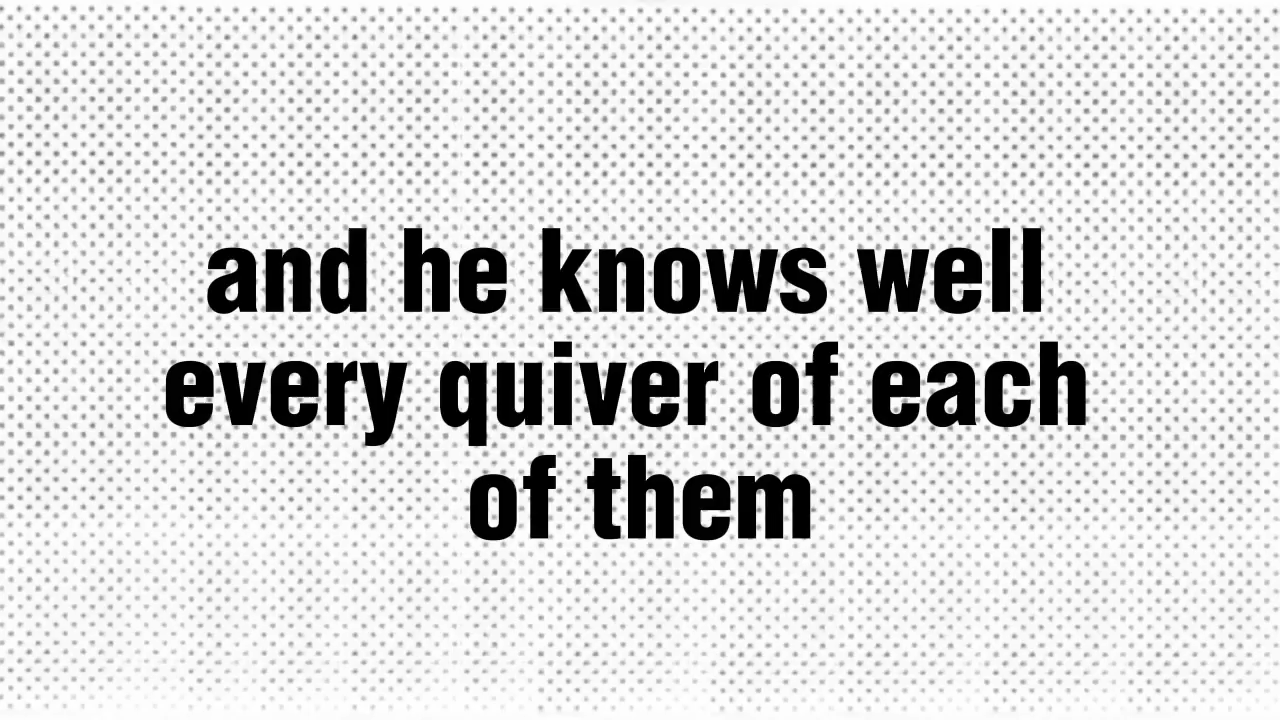 and he knows well
every quiver of each
of them